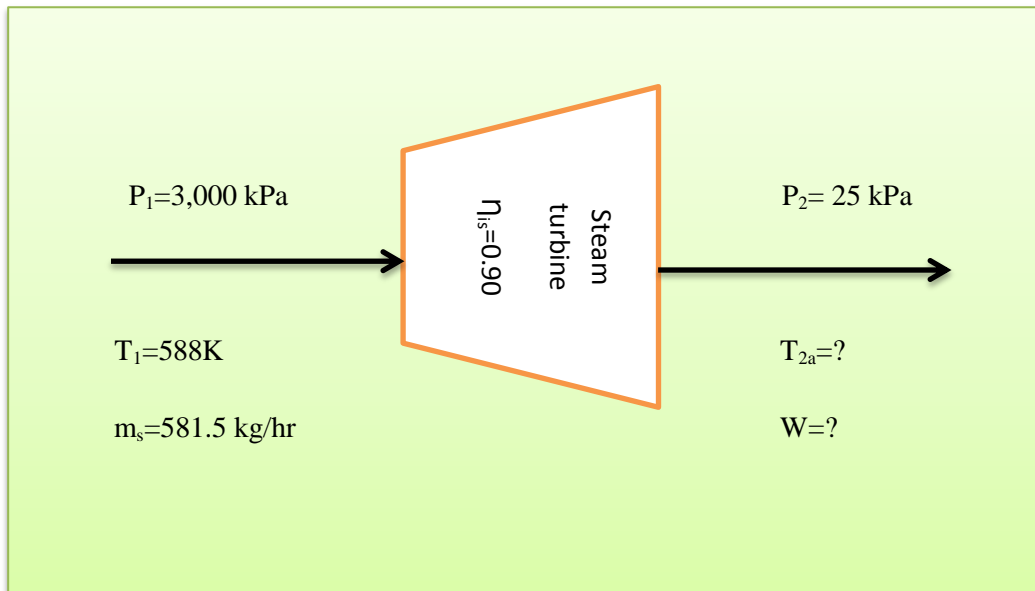 P₁=3,000 kPa
T₁=588K
mₛ=581.5 kg/hr
Steam
turbine
ηᵢₛ=0.90
P₂= 25 kPa
T₂ₐ=?
W=?